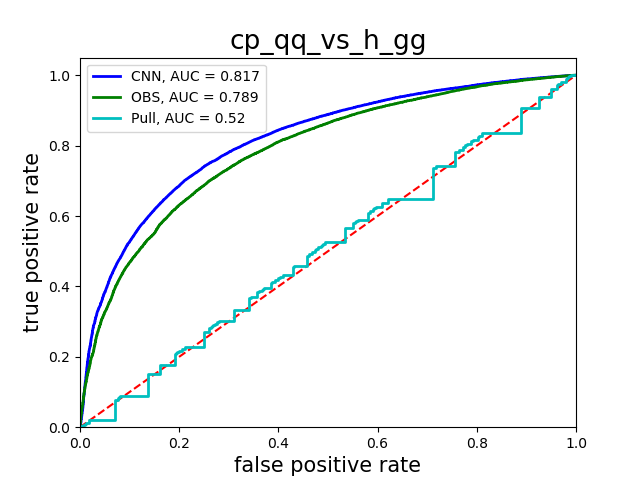 cp_qq_vs_h_gg
CNN, AUC = 0.817
OBS, AUC = 0.789
Pull, AUC = 0.52
true positive rate
1.0
0.8
0.6
0.4
0.2
0.0
0.0 0.2 0.4 0.6 0.8 1.0
false positive rate